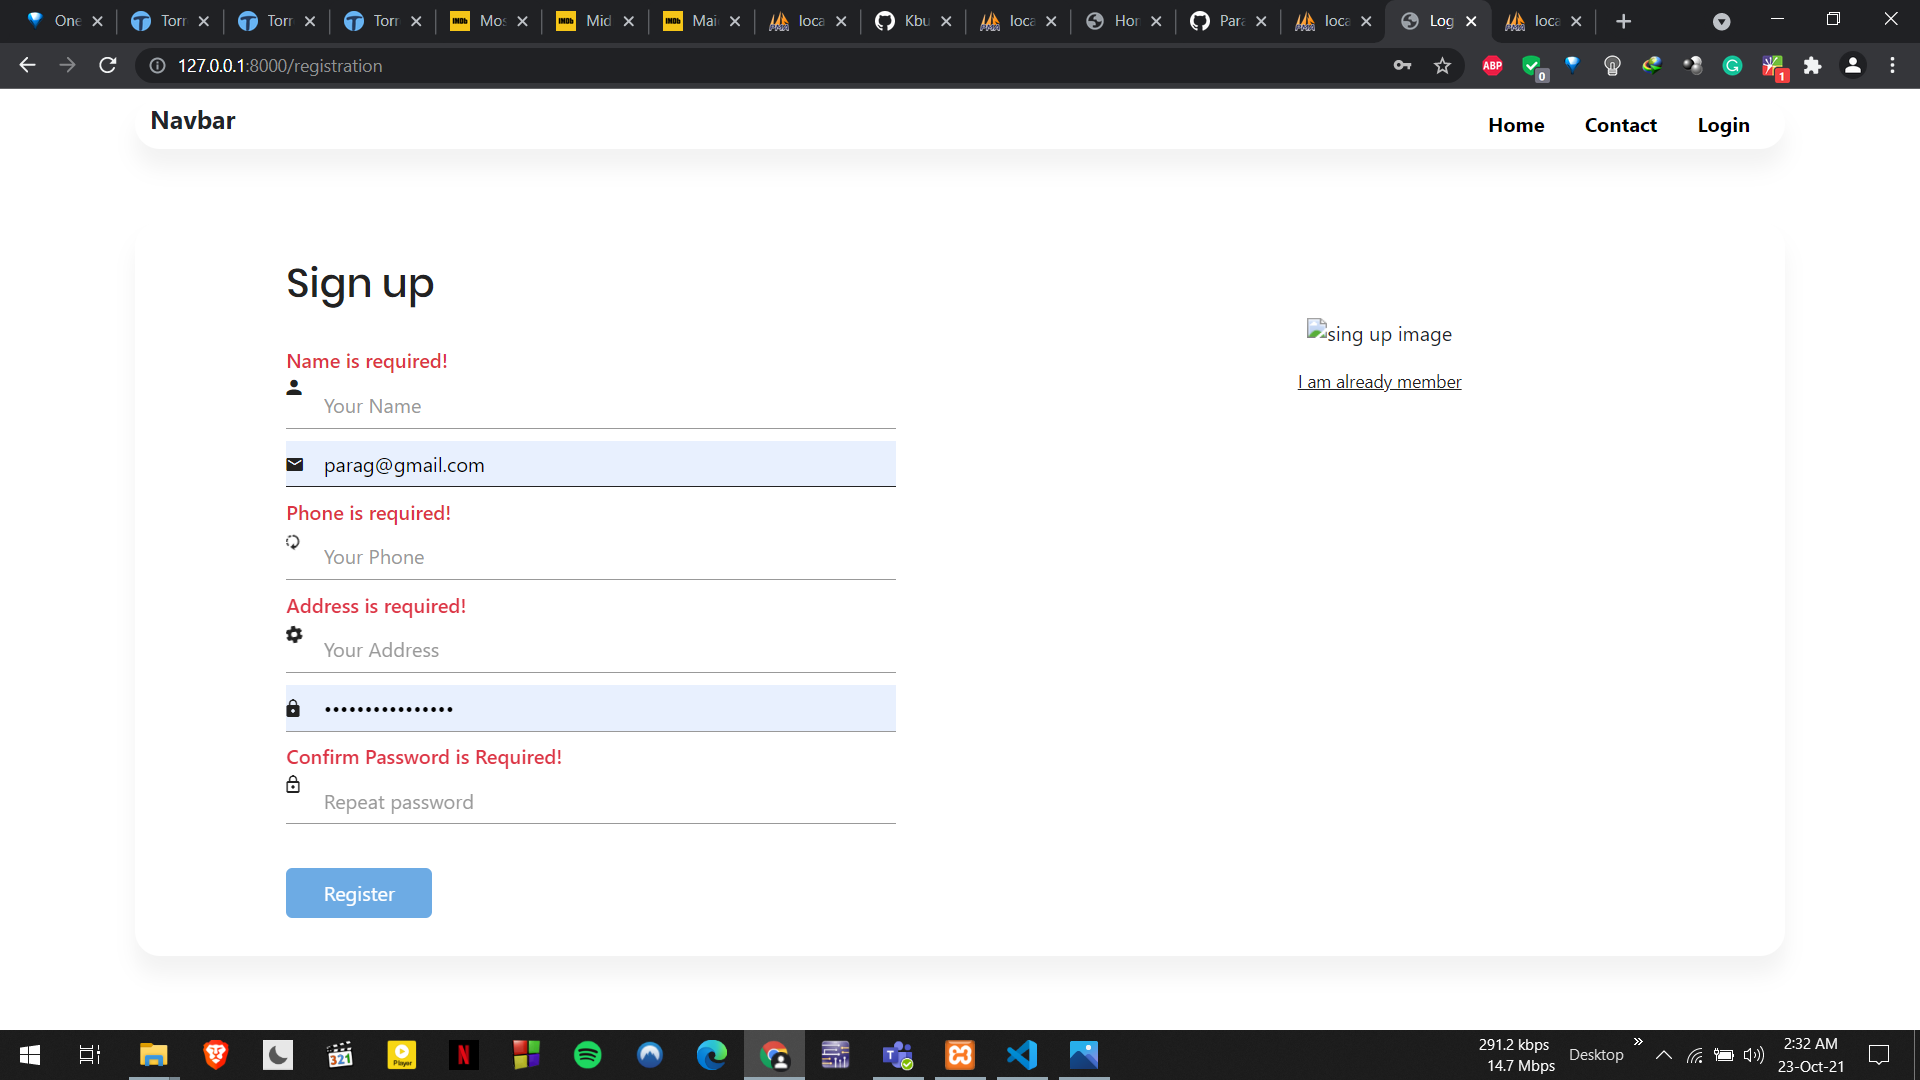 One
Torr
Torr
Torr
Mos
Mid
Mai
loca
Kbu
loca
Hor
Para
loca
Log
loca
127.0.0.1:8000/registration
ABP
0
1
Navbar
Home
Contact
Login
Sign up
sing up image
I am already member
Name is required!
Your Name
parag@gmail.com
Phone is required!
Your Phone
Address is required!
Your Address
Confirm Password is Required!
Repeat password
Register
321
Player
291.2 kbps
14.7 Mbps
Desktop
2:32 AM
23-Oct-21